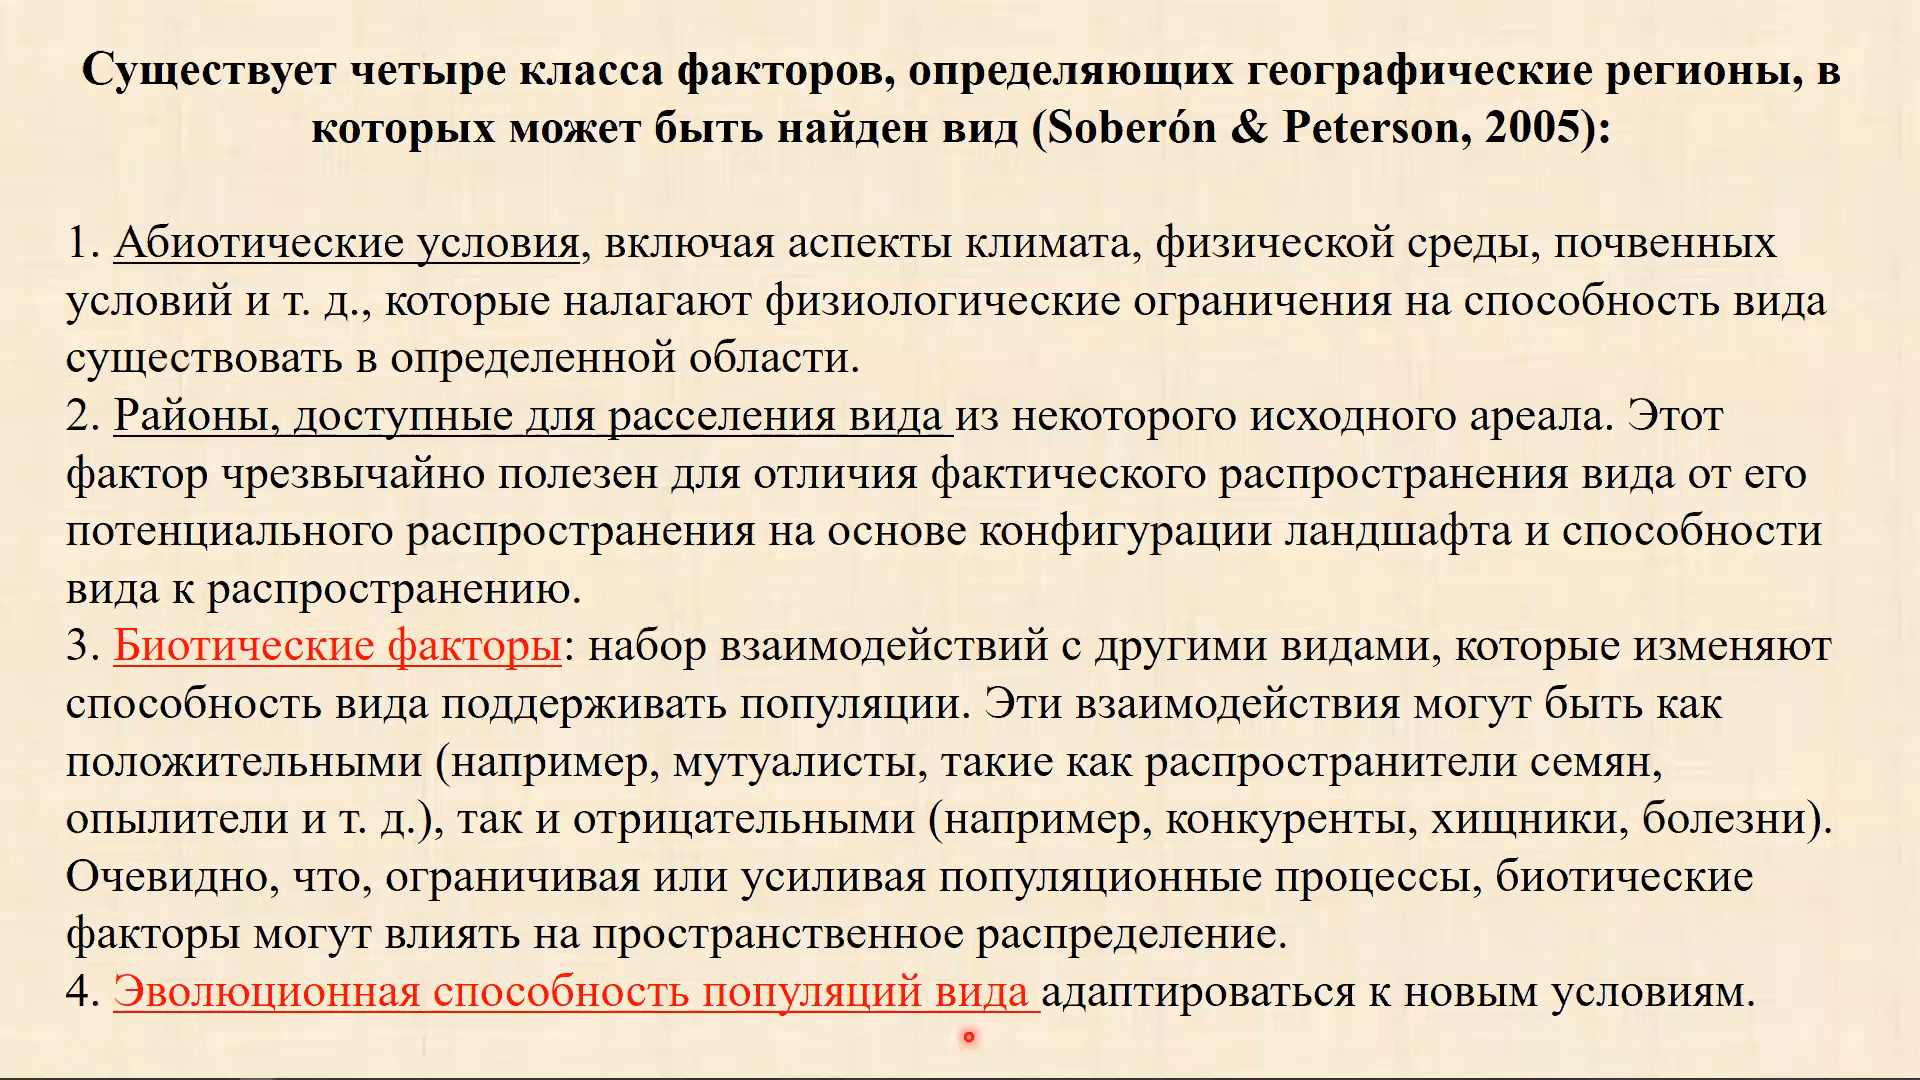 Существует четыре класса факторов, определяющих географические регионы, в
которых может быть найден вид (Soberón & Peterson, 2005):
1. Абиотические условия, включая аспекты климата, физической среды, почвенных
условий и т. д., которые налагают физиологические ограничения на способность вида
существовать в определенной области.
2. Районы, доступные для расселения вида из некоторого исходного ареала. Этот
фактор чрезвычайно полезен для отличия фактического распространения вида от его
потенциального распространения на основе конфигурации ландшафта и способности
вида к распространению.
3. Биотические факторы: набор взаимодействий с другими видами, которые изменяют
способность вида поддерживать популяции. Эти взаимодействия могут быть как
положительными (например, мутуалисты, такие как распространители семян,
опылители и т. д.), так и отрицательными (например, конкуренты, хищники, болезни).
Очевидно, что, ограничивая или усиливая популяционные процессы, биотические
факторы могут влиять на пространственное распределение.
4. Эволюционная способность популяций вида адаптироваться к новым условиям.